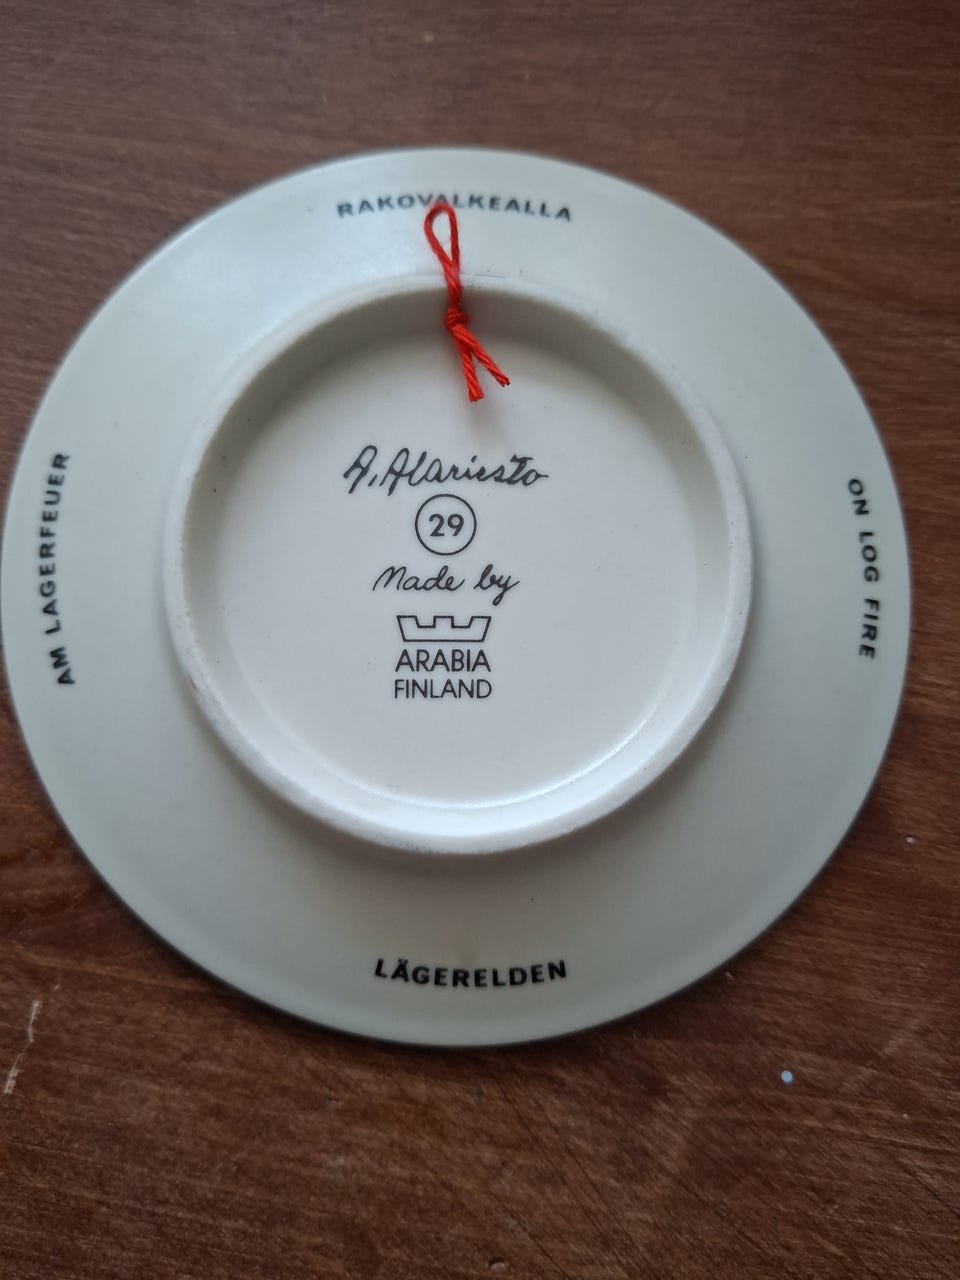 RAKOVALKEALLA
AM LAGERFEUER
ON LOG FIRE
A. Alariesto
29
Made by
ARABIA
FINLAND
LÄGERELDEN